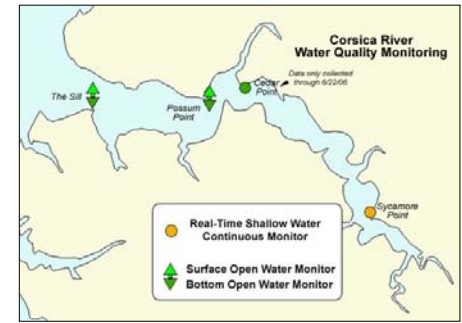 Corsica River
Water Quality Monitoring
Data only collected
through 6/22/06
Cedar
Point
The Sill
Possum
Point
Sycamore
Point
Real-Time Shallow Water
Continuous Monitor
Surface Open Water Monitor
Bottom Open Water Monitor